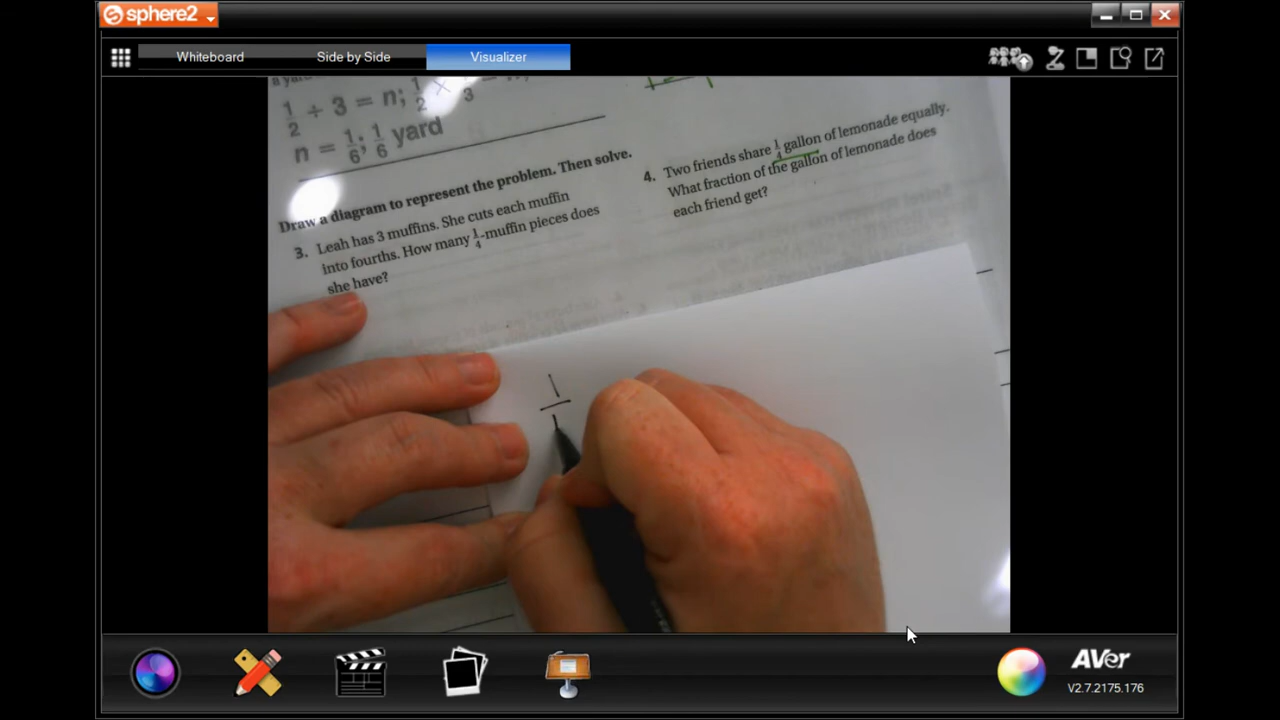 sphere2
Whiteboard Side by Side Visualizer
1/2 ÷ 3 = n; 1/2 × 1/3 = n,
n = 1/6; 1/6 yard
Draw a diagram to represent the problem. Then solve.
3. Leah has 3 muffins. She cuts each muffin
into fourths. How many 1/4-muffin pieces does
she have?
4. Two friends share 1/4 gallon of lemonade equally.
What fraction of the gallon of lemonade does
each friend get?
AVer
V2.7.2175.176